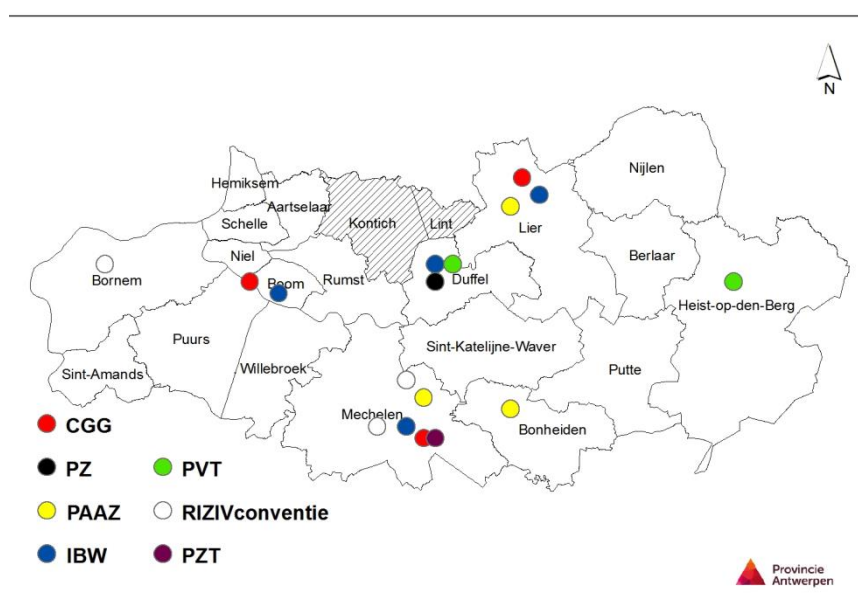 N
Nijlen
Hemiksem
Aartselaar
Schelle
Kontich
Lint
Lier
Niel
Berlaar
Bornem
Boom
Rumst
Duffel
Heist-op-den-Berg
Puurs
Sint-Katelijne-Waver
Sint-Amands
Willebroek
Putte
Mechelen
Bonheiden
CGG
PZ
PVT
PAAZ
RIZIVconventie
IBW
PZT
Provincie
Antwerpen